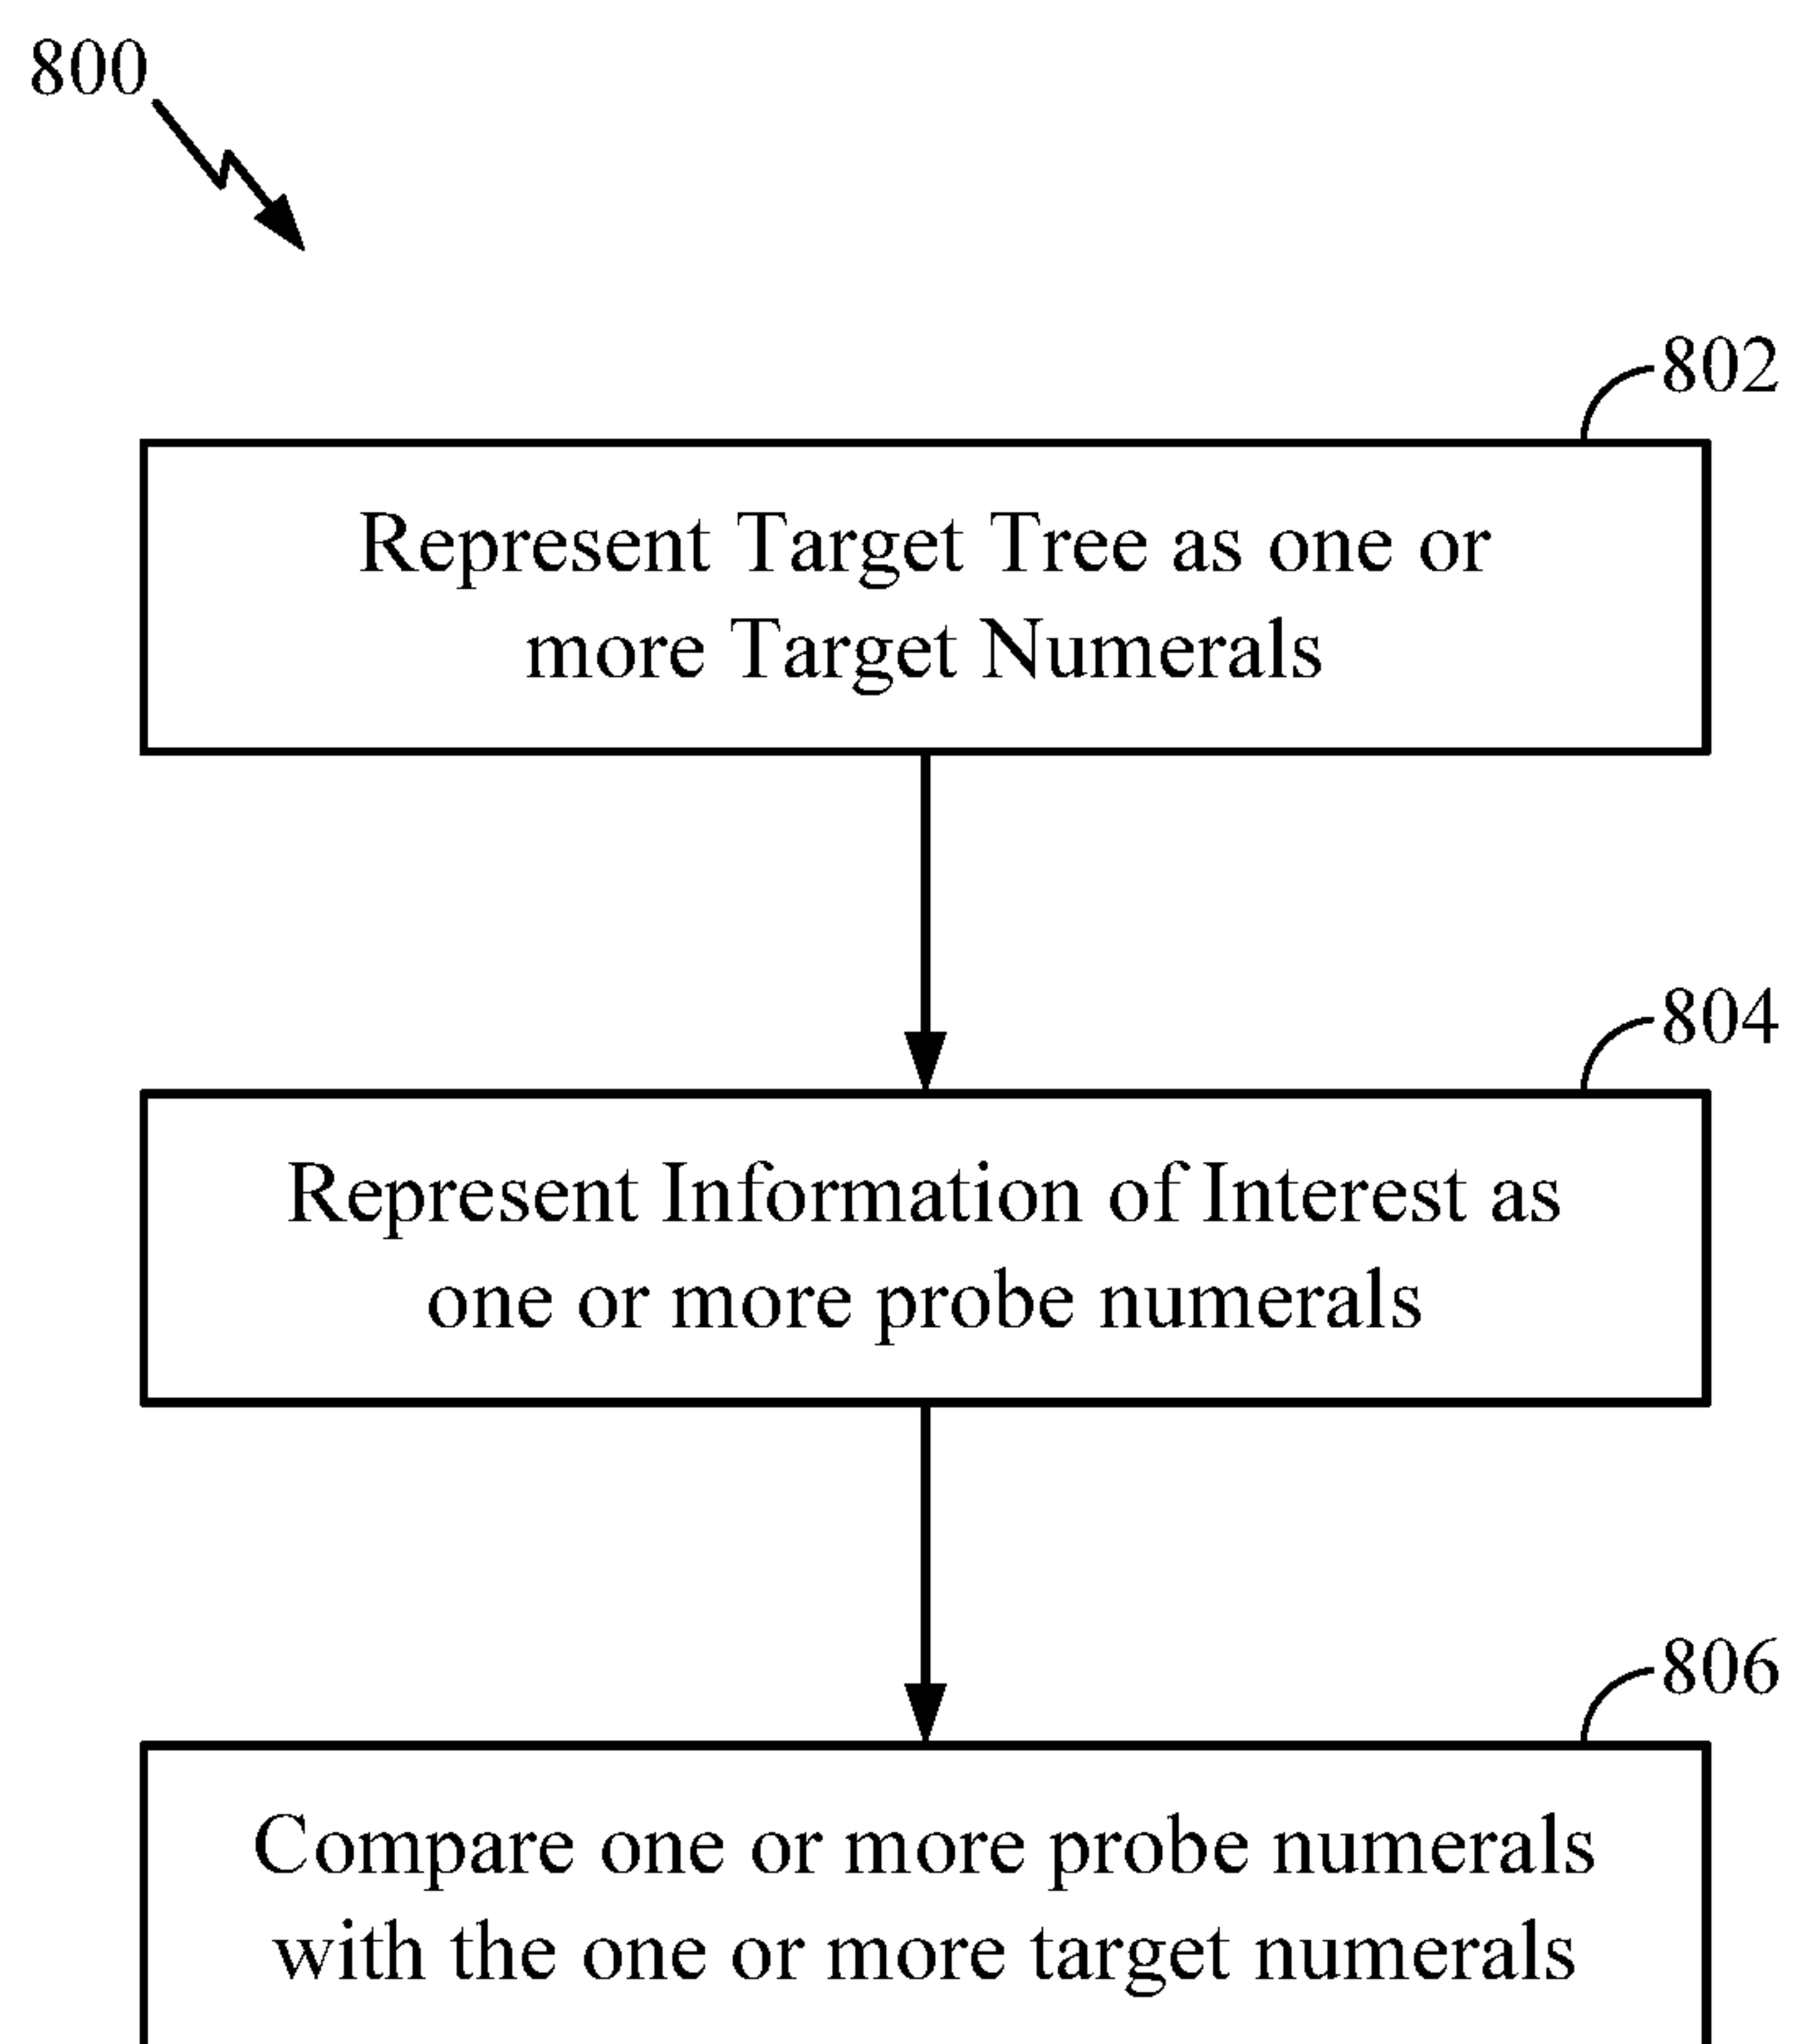 800
802
Represent Target Tree as one or
more Target Numerals
804
Represent Information of Interest as
one or more probe numerals
806
Compare one or more probe numerals
with the one or more target numerals